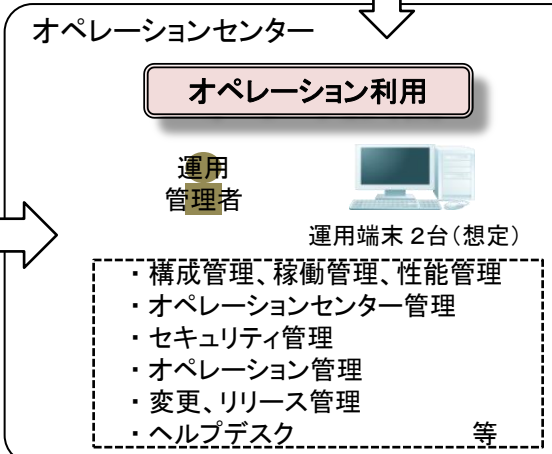 オペレーションセンター
オペレーション利用
運用
管理者
運用端末 2台(想定)
・構成管理、稼働管理、性能管理
・オペレーションセンター管理
・セキュリティ管理
・オペレーション管理
・変更、リリース管理
・ヘルプデスク 等